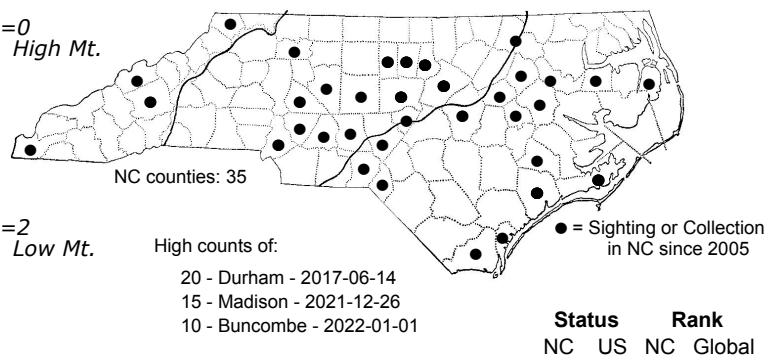 =0
High Mt.
NC counties: 35
=2
Low Mt.
High counts of:
20 - Durham - 2017-06-14
15 - Madison - 2021-12-26
10 - Buncombe - 2022-01-01
● = Sighting or Collection
in NC since 2005
Status Rank
NC US NC Global